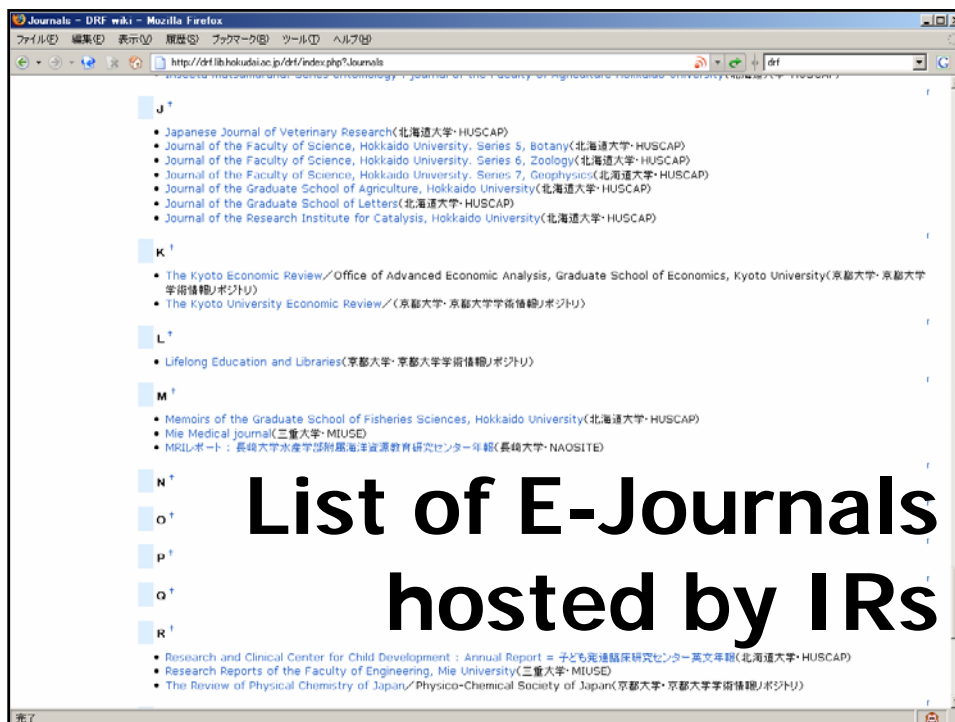 Journals - DRF wiki - Mozilla Firefox
ファイル(F) 編集(E) 表示(V) 履歴(S) ブックマーク(B) ツール(T) ヘルプ(H)
http://drf.lib.hokudai.ac.jp/drf/index.php?Journals drf
Insecta matsumurana. Series entomology : journal of the Faculty of Agriculture Hokkaido University(北海道大学・HUSCAP)
J †
• Japanese Journal of Veterinary Research(北海道大学・HUSCAP)
• Journal of the Faculty of Science, Hokkaido University. Series 5, Botany(北海道大学・HUSCAP)
• Journal of the Faculty of Science, Hokkaido University. Series 6, Zoology(北海道大学・HUSCAP)
• Journal of the Faculty of Science, Hokkaido University. Series 7, Geophysics(北海道大学・HUSCAP)
• Journal of the Graduate School of Agriculture, Hokkaido University(北海道大学・HUSCAP)
• Journal of the Graduate School of Letters(北海道大学・HUSCAP)
• Journal of the Research Institute for Catalysis, Hokkaido University(北海道大学・HUSCAP)
K †
• The Kyoto Economic Review／Office of Advanced Economic Analysis, Graduate School of Economics, Kyoto University(京都大学・京都大学
学術情報リポジトリ)
• The Kyoto University Economic Review／(京都大学・京都大学学術情報リポジトリ)
L †
• Lifelong Education and Libraries(京都大学・京都大学学術情報リポジトリ)
M †
• Memoirs of the Graduate School of Fisheries Sciences, Hokkaido University(北海道大学・HUSCAP)
• Mie Medical journal(三重大学・MIUSE)
• MRIレポート : 長崎大学水産学部附属海洋資源教育研究センター年報(長崎大学・NAOSITE)
N †
O †
P †
Q †
R †
List of E-Journals
hosted by IRs
• Research and Clinical Center for Child Development : Annual Report = 子ども発達臨床研究センター英文年報(北海道大学・HUSCAP)
• Research Reports of the Faculty of Engineering, Mie University(三重大学・MIUSE)
• The Review of Physical Chemistry of Japan／Physico-Chemical Society of Japan(京都大学・京都大学学術情報リポジトリ)
完了